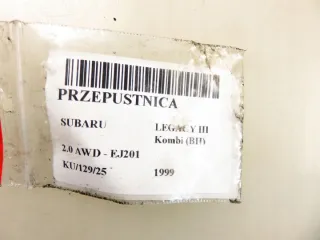 PRZEPUSTNICA
SUBARU LEGACY III
Kombi (BH)
2.0 AWD - EJ201
KU/129/25 1999